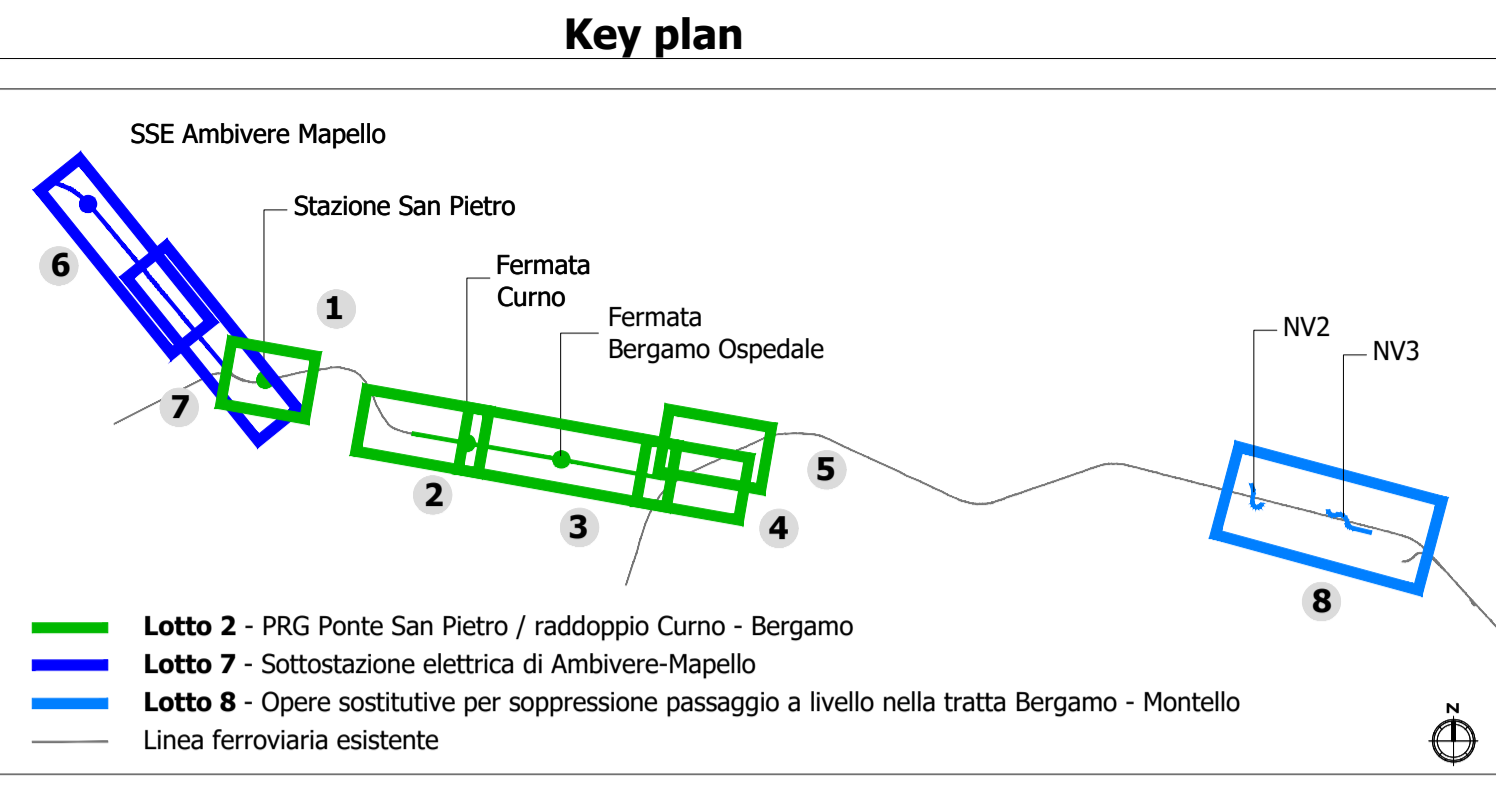 Key plan
SSE Ambivere Mapello
Stazione San Pietro
6
Fermata
Curno
1
Fermata
Bergamo Ospedale
NV2
NV3
7
5
2
3
4
8
Lotto 2 - PRG Ponte San Pietro / raddoppio Curno - Bergamo
Lotto 7 - Sottostazione elettrica di Ambivere-Mapello
Lotto 8 - Opere sostitutive per soppressione passaggio a livello nella tratta Bergamo - Montello
Linea ferroviaria esistente
N